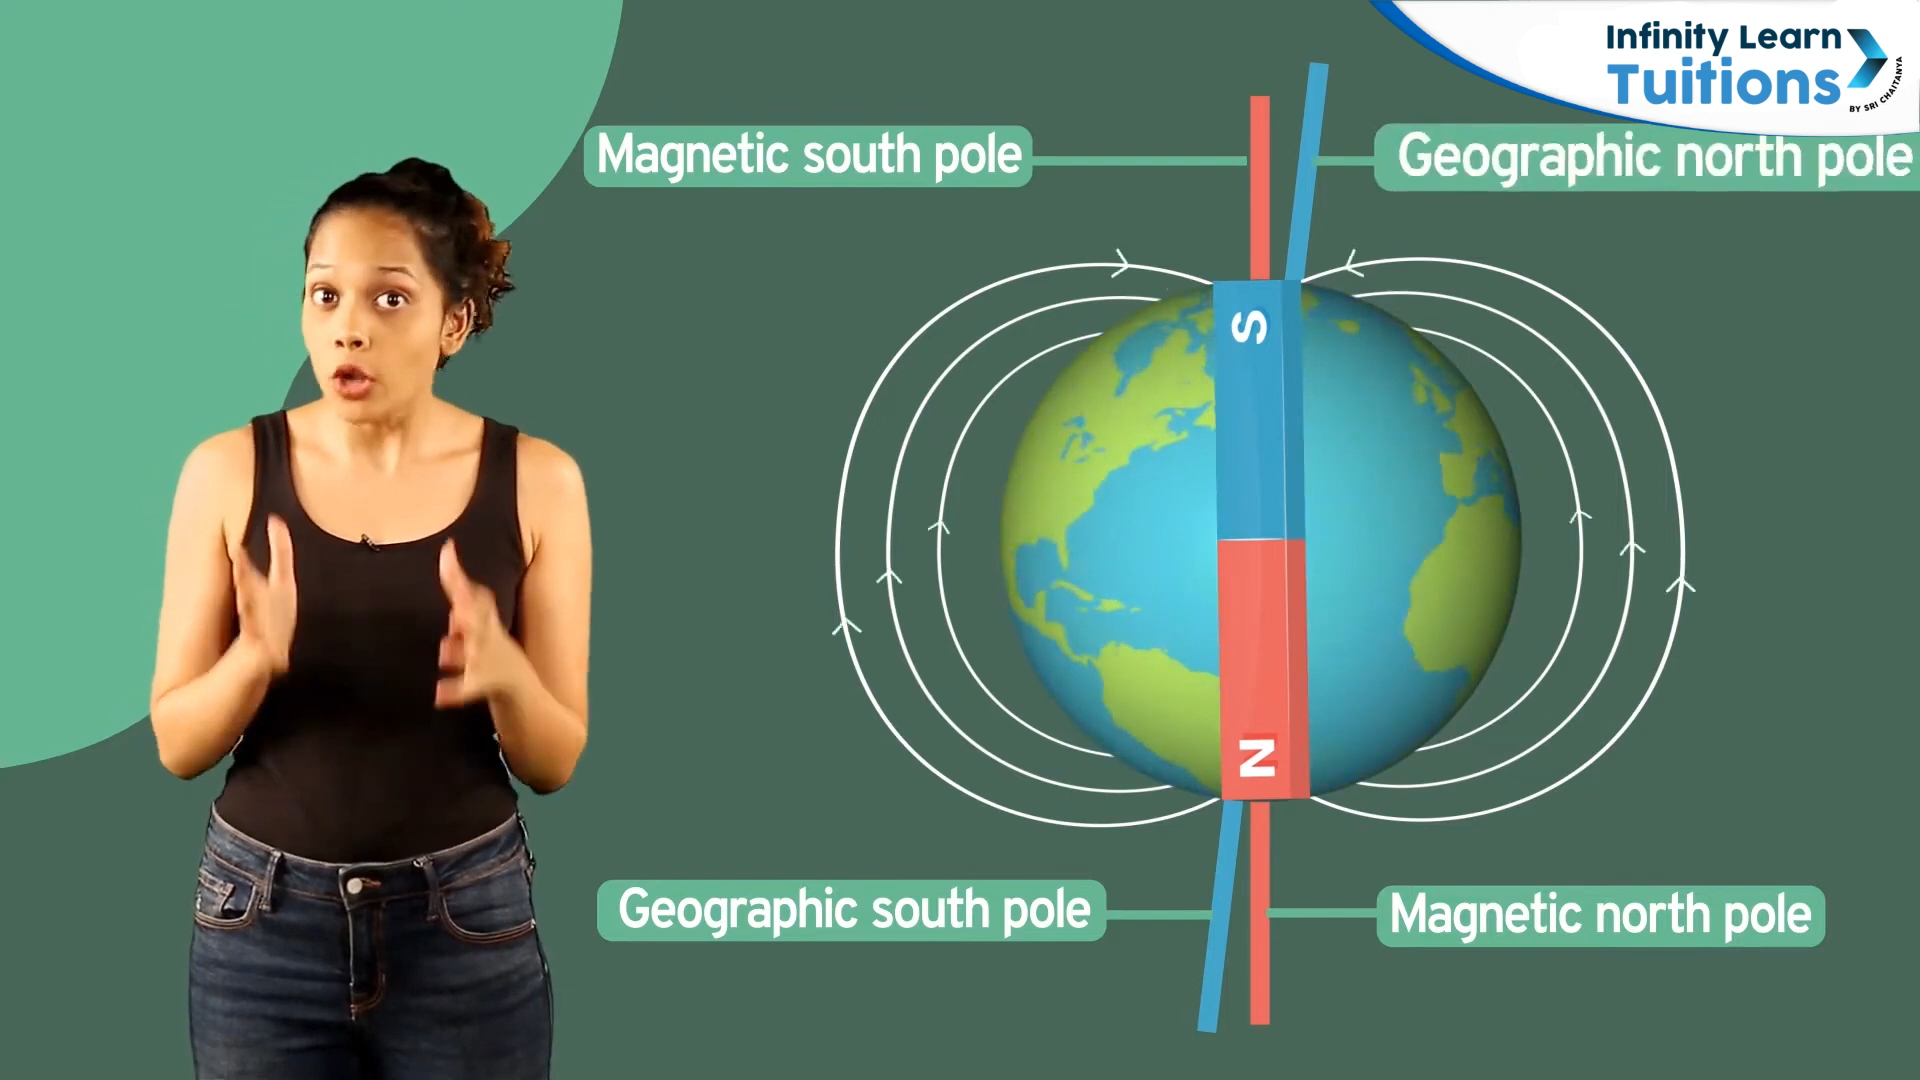 Infinity Learn
Tuitions
BY SRI CHAITANYA
Magnetic south pole
Geographic north pole
S
N
Geographic south pole
Magnetic north pole